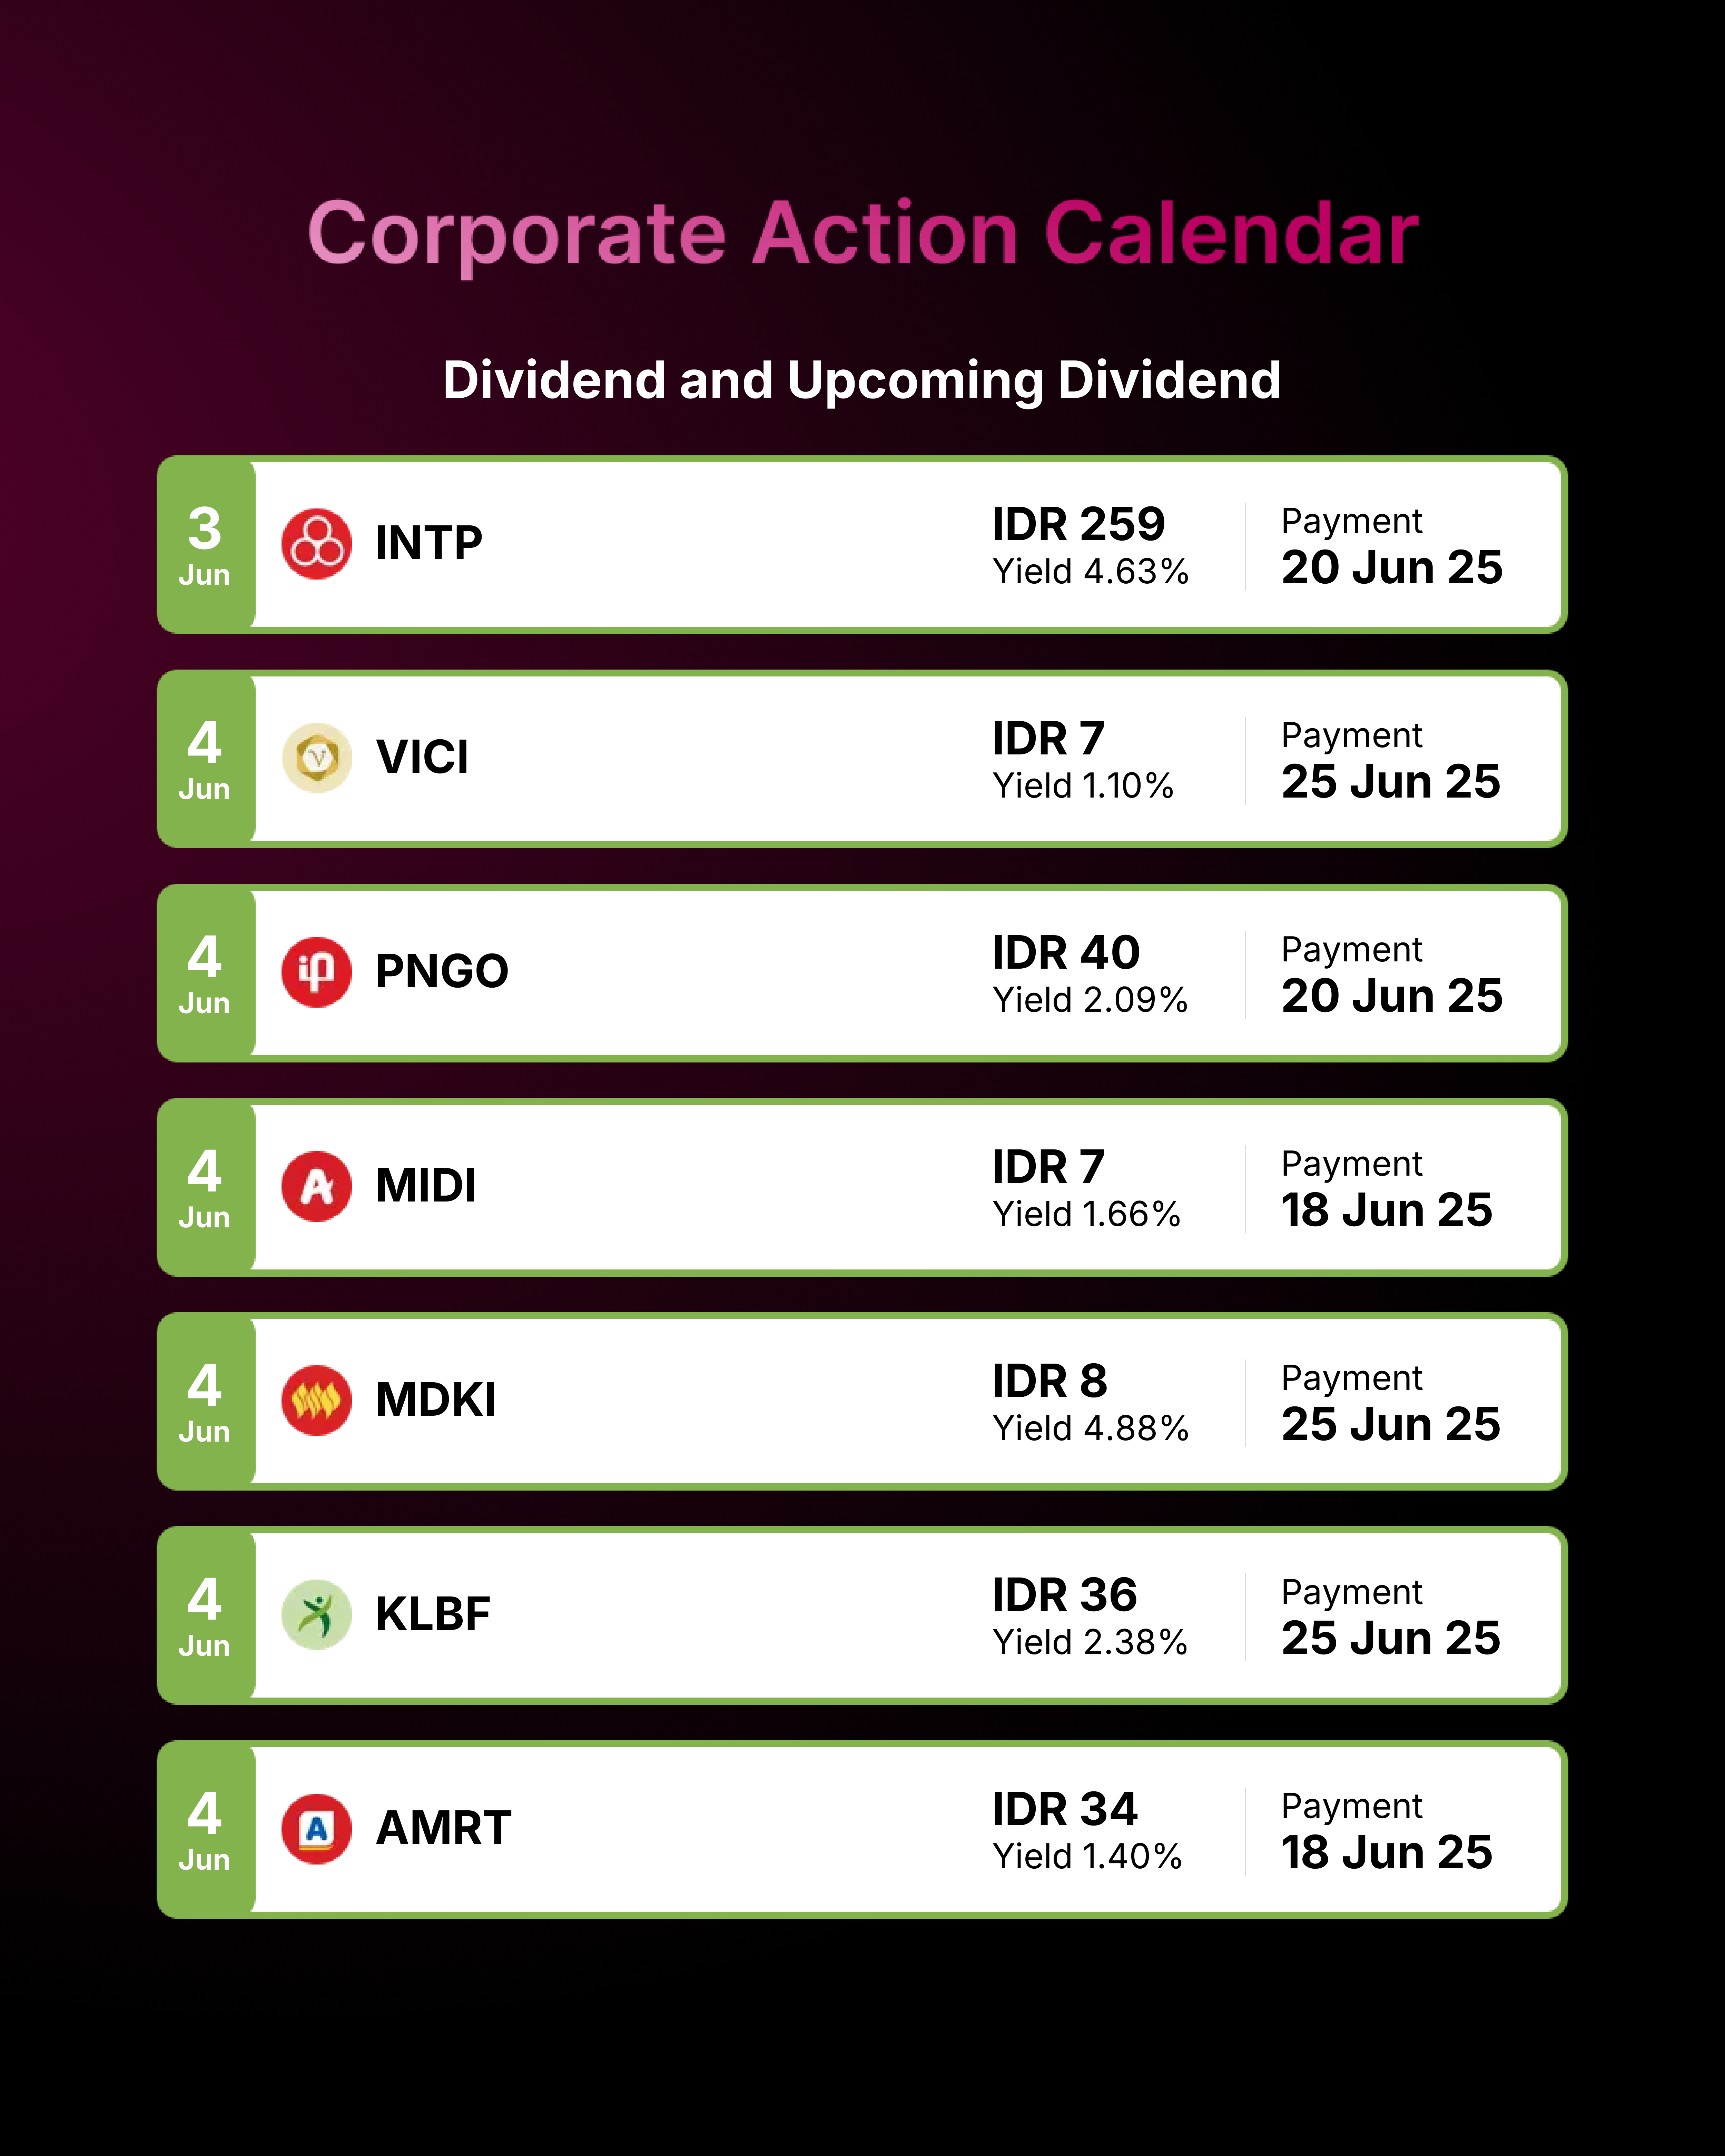 Corporate Action Calendar
Dividend and Upcoming Dividend
3
Jun
INTP
IDR 259
Yield 4.63%
Payment
20 Jun 25
4
Jun
V
VICI
IDR 7
Yield 1.10%
Payment
25 Jun 25
4
Jun
PNGO
IDR 40
Yield 2.09%
Payment
20 Jun 25
4
Jun
A
MIDI
IDR 7
Yield 1.66%
Payment
18 Jun 25
4
Jun
MDKI
IDR 8
Yield 4.88%
Payment
25 Jun 25
4
Jun
KLBF
IDR 36
Yield 2.38%
Payment
25 Jun 25
4
Jun
A
AMRT
IDR 34
Yield 1.40%
Payment
18 Jun 25